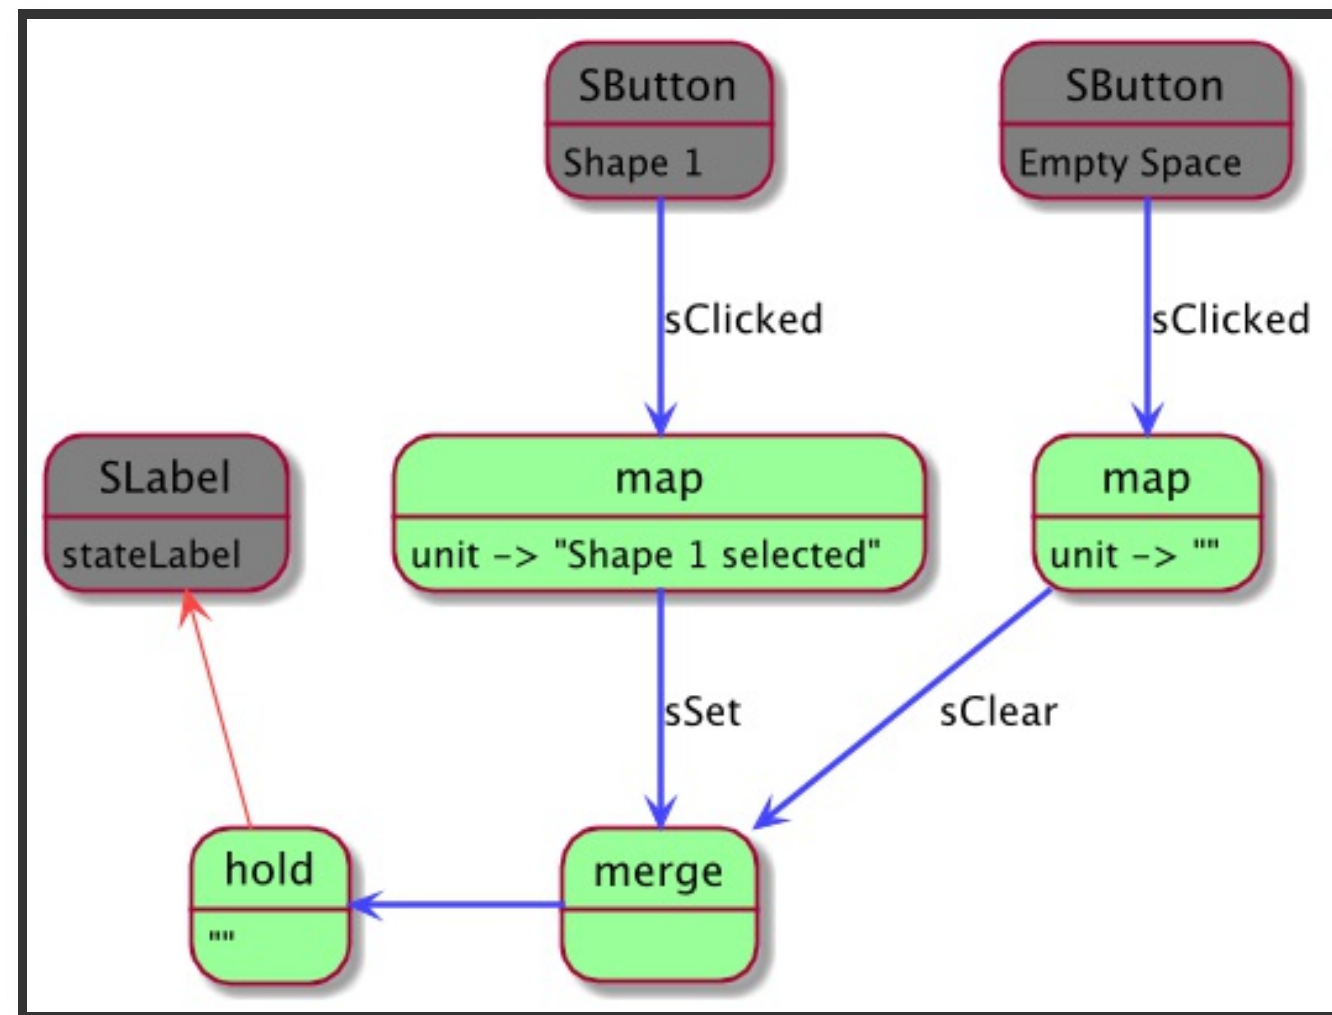 SButton
Shape 1
SButton
Empty Space
sClicked
sClicked
SLabel
stateLabel
map
unit -> "Shape 1 selected"
map
unit -> ""
sSet
sClear
hold
""
merge